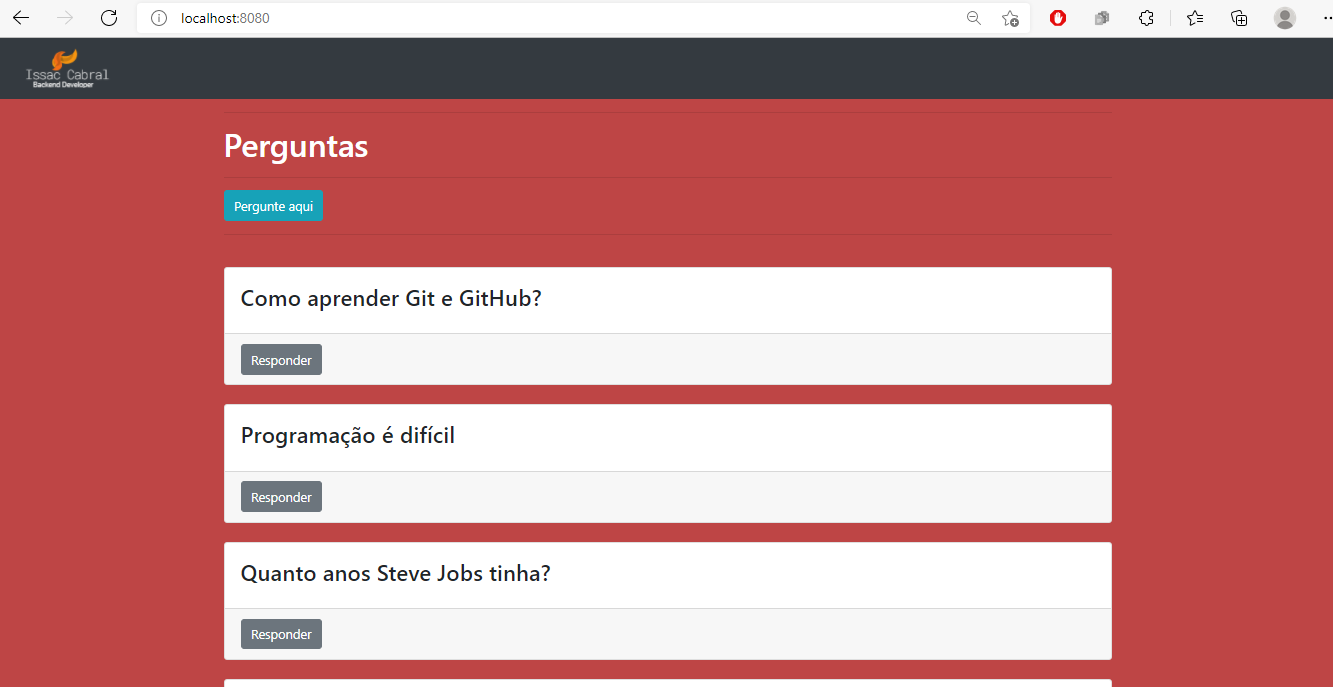 localhost:8080
Issac Cabral
Backend Developer
Perguntas
Pergunte aqui
Como aprender Git e GitHub?
Responder
Programação é difícil
Responder
Quanto anos Steve Jobs tinha?
Responder